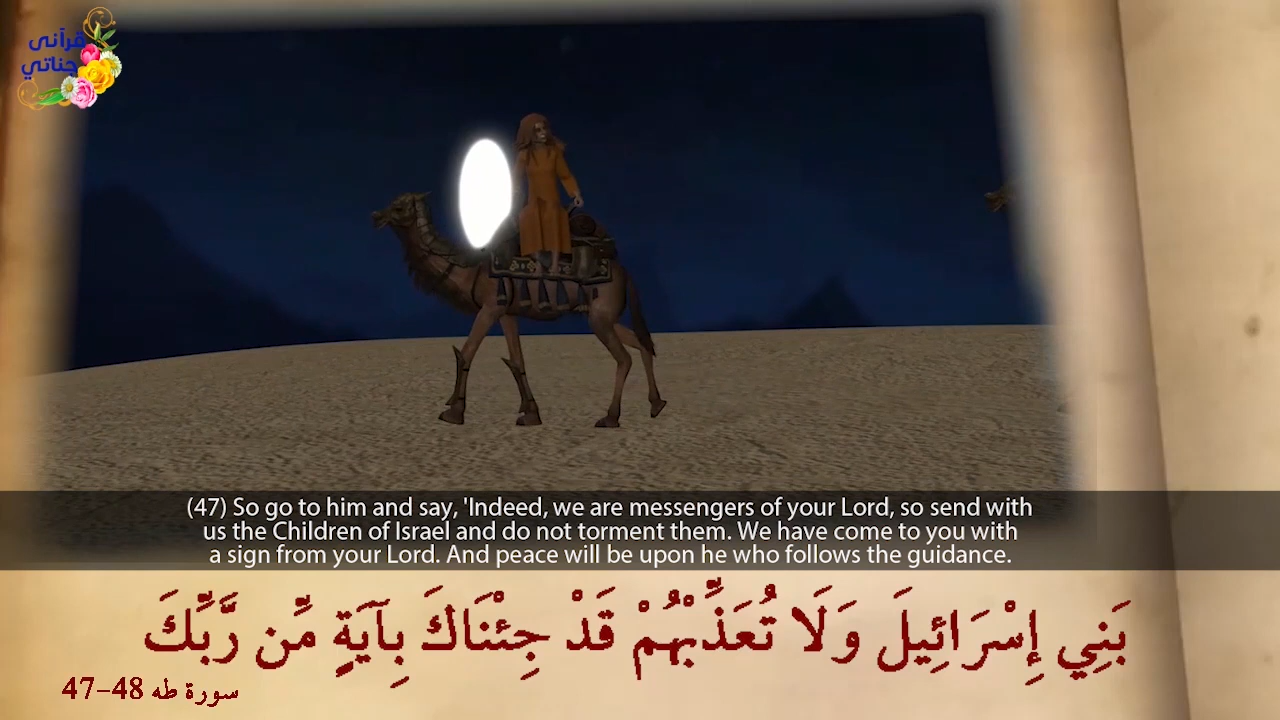 قرآنى
جناتي
(47) So go to him and say, 'Indeed, we are messengers of your Lord, so send with
us the Children of Israel and do not torment them. We have come to you with
a sign from your Lord. And peace will be upon he who follows the guidance.
بَنِي إِسْرَائِيلَ وَلَا تُعَذِّبْهُمْ قَدْ جِئْنَاكَ بِآيَةٍ مِّن رَّبِّكَ
سورة طه 48-47